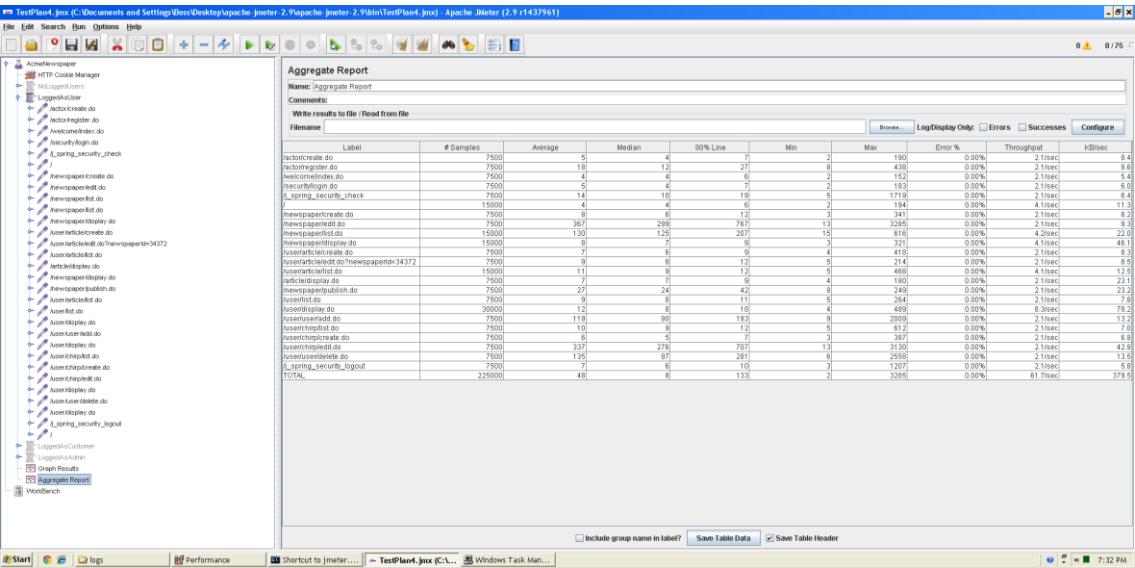 TestPlan4.jmx (C:\Documents and Settings\Boss\Desktop\apache-jmeter-2.9\apache-jmeter-2.9\bin\TestPlan4.jmx) - Apache JMeter (2.9 r1437961)
File Edit Search Run Options Help
0 0/75
AcmeNewspaper
HTTP Cookie Manager
NoLoggedUsers
LoggedAsUser
/actor/create.do
/actor/register.do
/welcome/index.do
/security/login.do
/j_spring_security_check
/
/newspaper/create.do
/newspaper/edit.do
/newspaper/list.do
/newspaper/list.do
/newspaper/display.do
/user/article/create.do
/user/article/edit.do?newspaperId=34372
/user/article/list.do
/article/display.do
/newspaper/display.do
/newspaper/publish.do
/user/article/list.do
/user/list.do
/user/display.do
/user/user/add.do
/user/display.do
/user/chirp/list.do
/user/chirp/create.do
/user/chirp/edit.do
/user/display.do
/user/user/delete.do
/user/display.do
/j_spring_security_logout
/
LoggedAsCustomer
LoggedAsAdmin
Graph Results
Aggregate Report
WorkBench
Aggregate Report
Name: Aggregate Report
Comments:
Write results to file / Read from file
Filename Browse... Log/Display Only: Errors Successes Configure
Label # Samples Average Median 90% Line Min Max Error % Throughput KB/sec
/actor/create.do 7500 5 4 7 2 190 0.00% 2.1/sec 8.4
/actor/register.do 7500 18 12 27 8 438 0.00% 2.1/sec 8.6
/welcome/index.do 7500 4 4 6 2 152 0.00% 2.1/sec 5.4
/security/login.do 7500 5 4 7 2 183 0.00% 2.1/sec 6.0
/j_spring_security_check 7500 14 10 19 5 1719 0.00% 2.1/sec 6.4
/ 15000 4 4 6 2 194 0.00% 4.1/sec 11.3
/newspaper/create.do 7500 8 6 12 3 341 0.00% 2.1/sec 8.2
/newspaper/edit.do 7500 367 299 767 13 3285 0.00% 2.1/sec 9.3
/newspaper/list.do 15000 130 125 207 15 616 0.00% 4.2/sec 22.0
/newspaper/display.do 15000 8 7 9 3 321 0.00% 4.1/sec 46.1
/user/article/create.do 7500 7 6 9 4 418 0.00% 2.1/sec 8.3
/user/article/edit.do?newspaperId=34372 7500 9 8 12 5 214 0.00% 2.1/sec 8.5
/user/article/list.do 15000 11 9 12 5 468 0.00% 4.1/sec 12.5
/article/display.do 7500 7 7 9 4 180 0.00% 2.1/sec 23.1
/newspaper/publish.do 7500 27 24 42 8 249 0.00% 2.1/sec 23.2
/user/list.do 7500 9 8 11 5 264 0.00% 2.1/sec 7.8
/user/display.do 30000 12 8 18 4 489 0.00% 8.3/sec 78.2
/user/user/add.do 7500 119 90 193 9 2009 0.00% 2.1/sec 13.2
/user/chirp/list.do 7500 10 9 12 5 612 0.00% 2.1/sec 7.0
/user/chirp/create.do 7500 6 5 7 3 387 0.00% 2.1/sec 6.8
/user/chirp/edit.do 7500 337 276 707 13 3130 0.00% 2.1/sec 42.9
/user/user/delete.do 7500 135 97 281 6 2558 0.00% 2.1/sec 13.5
/j_spring_security_logout 7500 7 6 10 3 1207 0.00% 2.1/sec 5.8
TOTAL 225000 48 8 133 2 3285 0.00% 61.7/sec 379.5
Include group name in label? Save Table Data Save Table Header
Start logs Performance Shortcut to jmeter.... TestPlan4.jmx (C:\... Windows Task Man... 7:32 PM